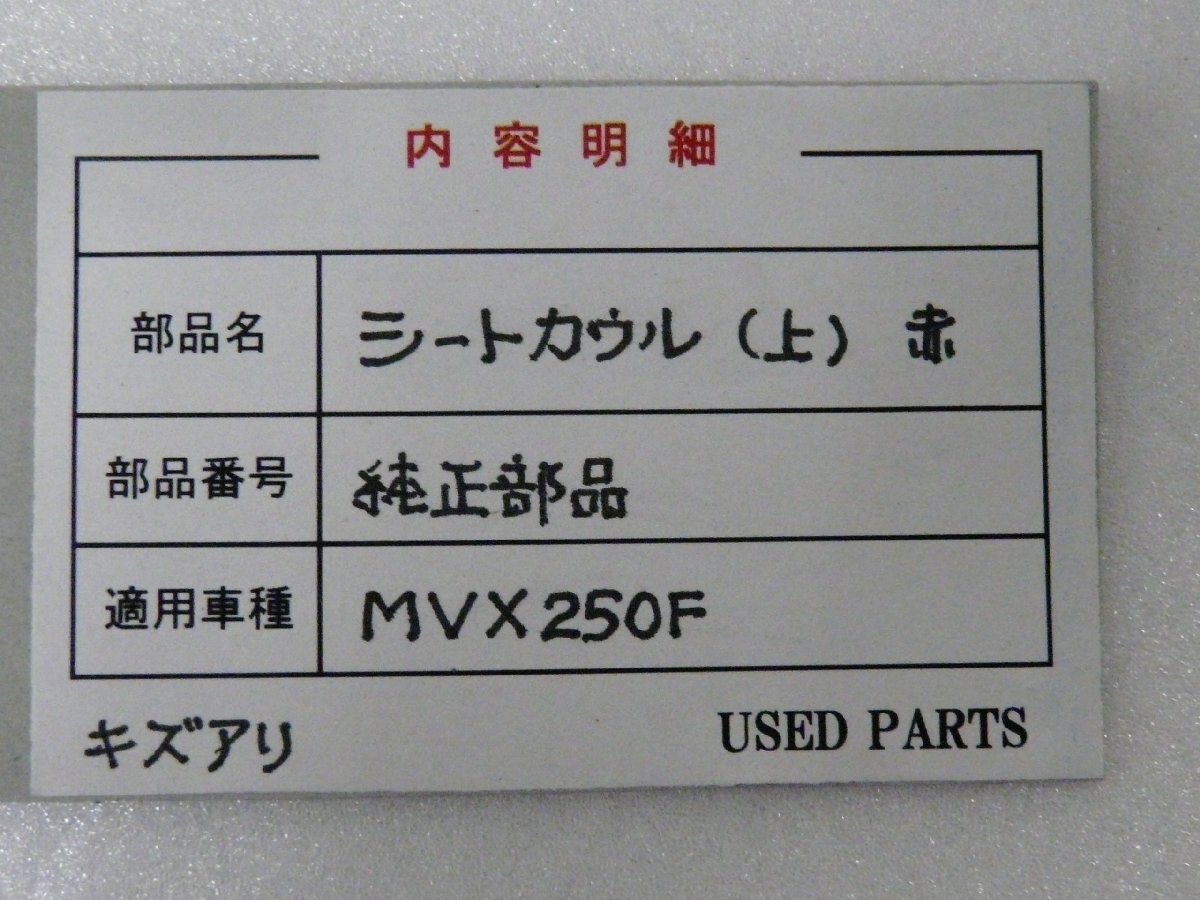 内容明細
部品名 シートカウル（上） 赤
部品番号 純正部品
適用車種 MVX250F
キズアリ USED PARTS